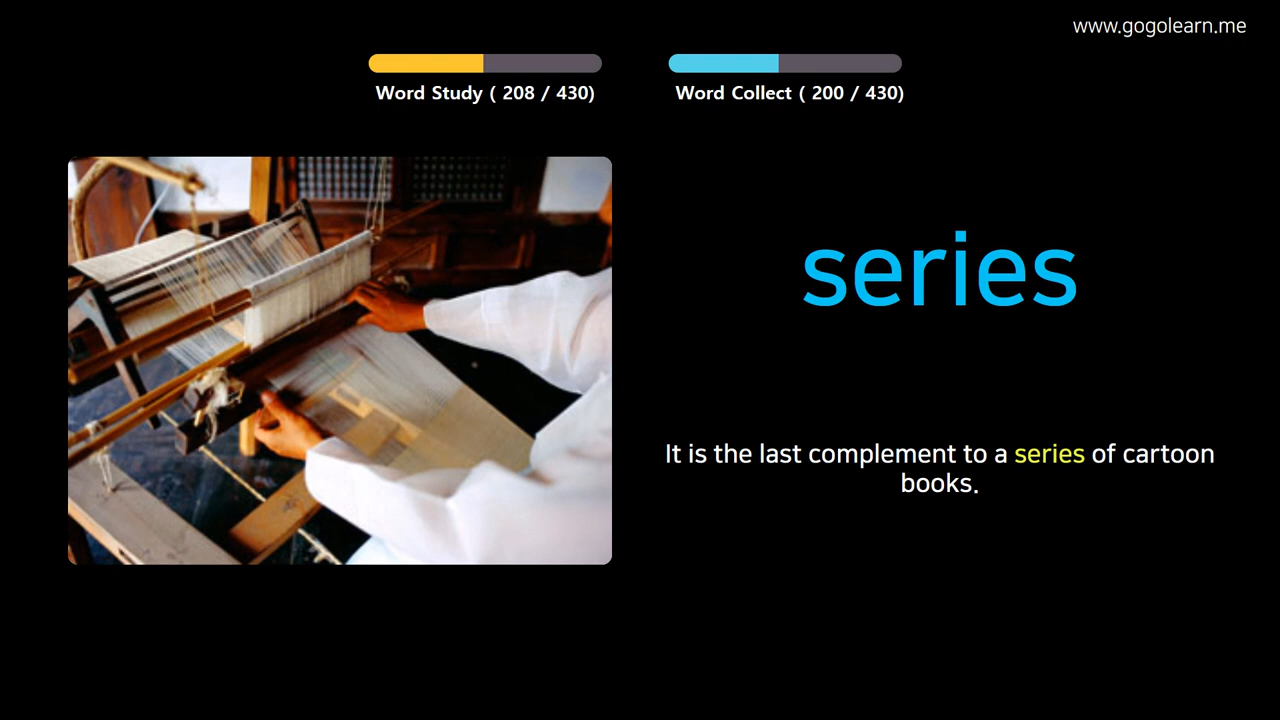 www.gogolearn.me
Word Study ( 208 / 430)
Word Collect ( 200 / 430)
series
It is the last complement to a series of cartoon
books.